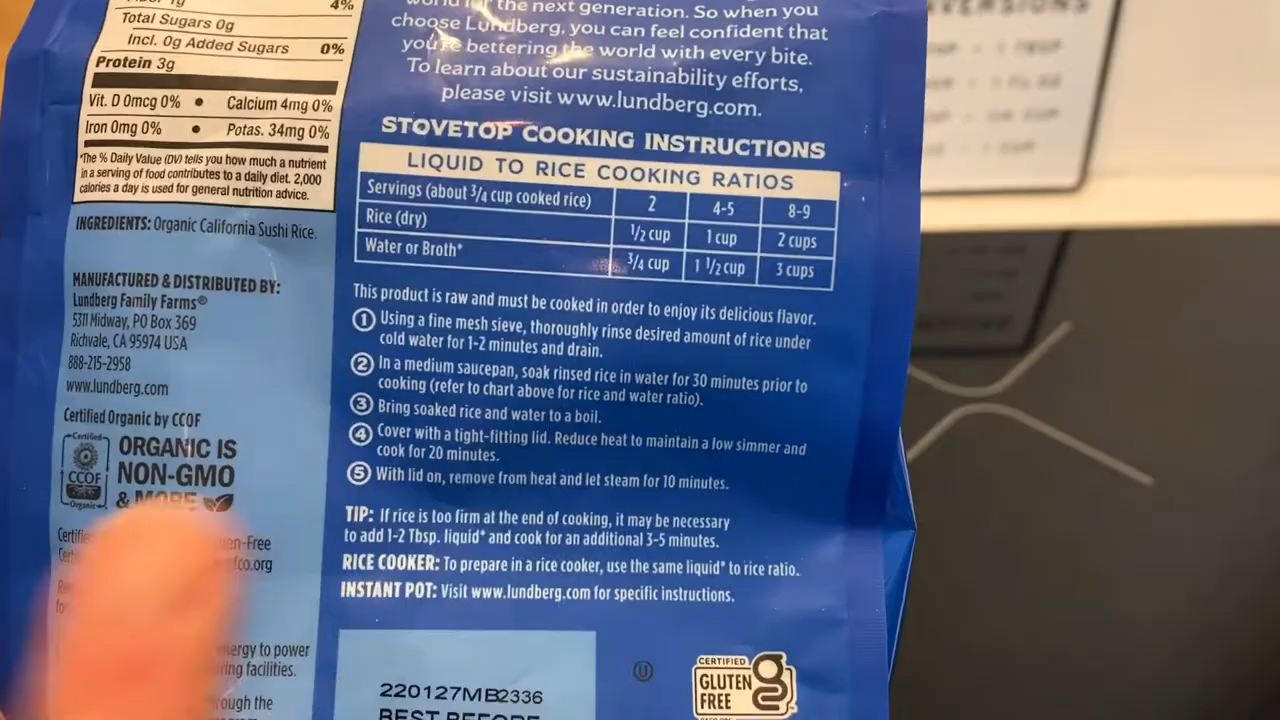 4%
Total Sugars 0g
Incl. 0g Added Sugars 0%
Protein 3g
Vit. D 0mcg 0% • Calcium 4mg 0%
Iron 0mg 0% • Potas. 34mg 0%
*The % Daily Value (DV) tells you how much a nutrient
in a serving of food contributes to a daily diet. 2,000
calories a day is used for general nutrition advice.
INGREDIENTS: Organic California Sushi Rice.
MANUFACTURED & DISTRIBUTED BY:
Lundberg Family Farms®
5311 Midway, PO Box 369
Richvale, CA 95974 USA
888-215-2958
www.lundberg.com
Certified Organic by CCOF
Certified
CCOF
Organic
ORGANIC IS
NON-GMO
& MORE
the next generation. So when you
choose Lundberg, you can feel confident that
you're bettering the world with every bite.
To learn about our sustainability efforts,
please visit www.lundberg.com.
STOVETOP COOKING INSTRUCTIONS
LIQUID TO RICE COOKING RATIOS
Servings (about 3/4 cup cooked rice) 2 4-5 8-9
Rice (dry) 1/2 cup 1 cup 2 cups
Water or Broth* 3/4 cup 1 1/2 cup 3 cups
This product is raw and must be cooked in order to enjoy its delicious flavor.
1 Using a fine mesh sieve, thoroughly rinse desired amount of rice under
cold water for 1-2 minutes and drain.
2 In a medium saucepan, soak rinsed rice in water for 30 minutes prior to
cooking (refer to chart above for rice and water ratio).
3 Bring soaked rice and water to a boil.
4 Cover with a tight-fitting lid. Reduce heat to maintain a low simmer and
cook for 20 minutes.
5 With lid on, remove from heat and let steam for 10 minutes.
TIP: If rice is too firm at the end of cooking, it may be necessary
to add 1-2 Tbsp. liquid* and cook for an additional 3-5 minutes.
RICE COOKER: To prepare in a rice cooker, use the same liquid* to rice ratio.
INSTANT POT: Visit www.lundberg.com for specific instructions.
220127MB2336
BEST BEFORE
U
CERTIFIED
GLUTEN
FREE
to power
facilities.
the